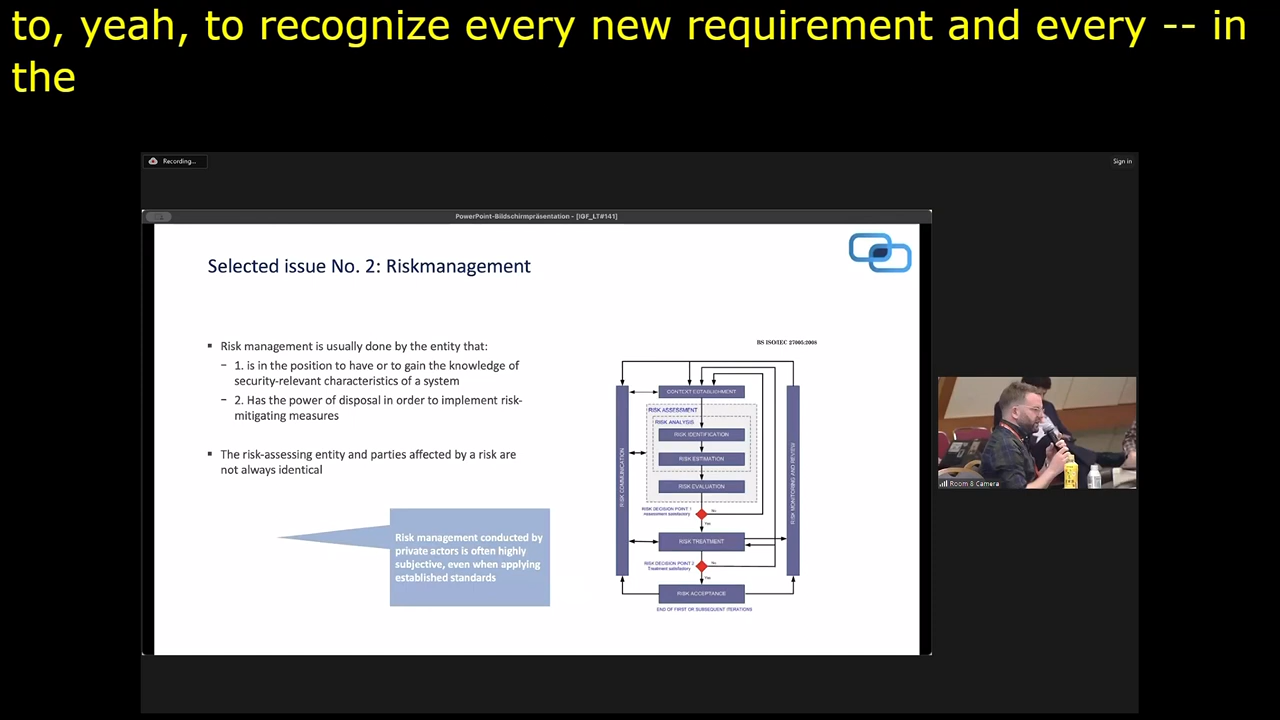 to, yeah, to recognize every new requirement and every -- in
the
Recording...
Sign in
PowerPoint-Bildschirmpräsentation - [IGF_LT#141]
Selected issue No. 2: Riskmanagement
▪ Risk management is usually done by the entity that:
− 1. is in the position to have or to gain the knowledge of
security-relevant characteristics of a system
− 2. Has the power of disposal in order to implement risk-
mitigating measures
▪ The risk-assessing entity and parties affected by a risk are
not always identical
Risk management conducted by
private actors is often highly
subjective, even when applying
established standards
BS ISO/IEC 27005:2008
CONTEXT ESTABLISHMENT
RISK ASSESSMENT
RISK ANALYSIS
RISK IDENTIFICATION
RISK ESTIMATION
RISK EVALUATION
RISK COMMUNICATION
RISK MONITORING AND REVIEW
RISK DECISION POINT 1
Assessment satisfactory
No
Yes
RISK TREATMENT
RISK DECISION POINT 2
Treatment satisfactory
No
Yes
RISK ACCEPTANCE
END OF FIRST OR SUBSEQUENT ITERATIONS
Room 8 Camera